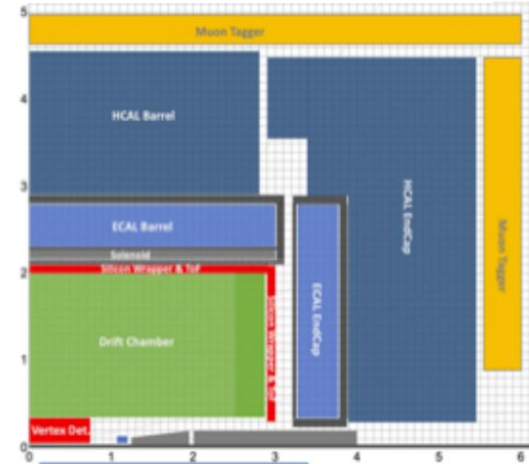 5
Muon Tagger
4
HCAL Barrel
HCAL EndCap
Muon Tagger
3
ECAL Barrel
Solenoid
Silicon Wrapper & ToF
2
ECAL EndCap
Silicon Wrapper & ToF
Drift Chamber
1
Vertex Det.
0
0 1 2 3 4 5 6